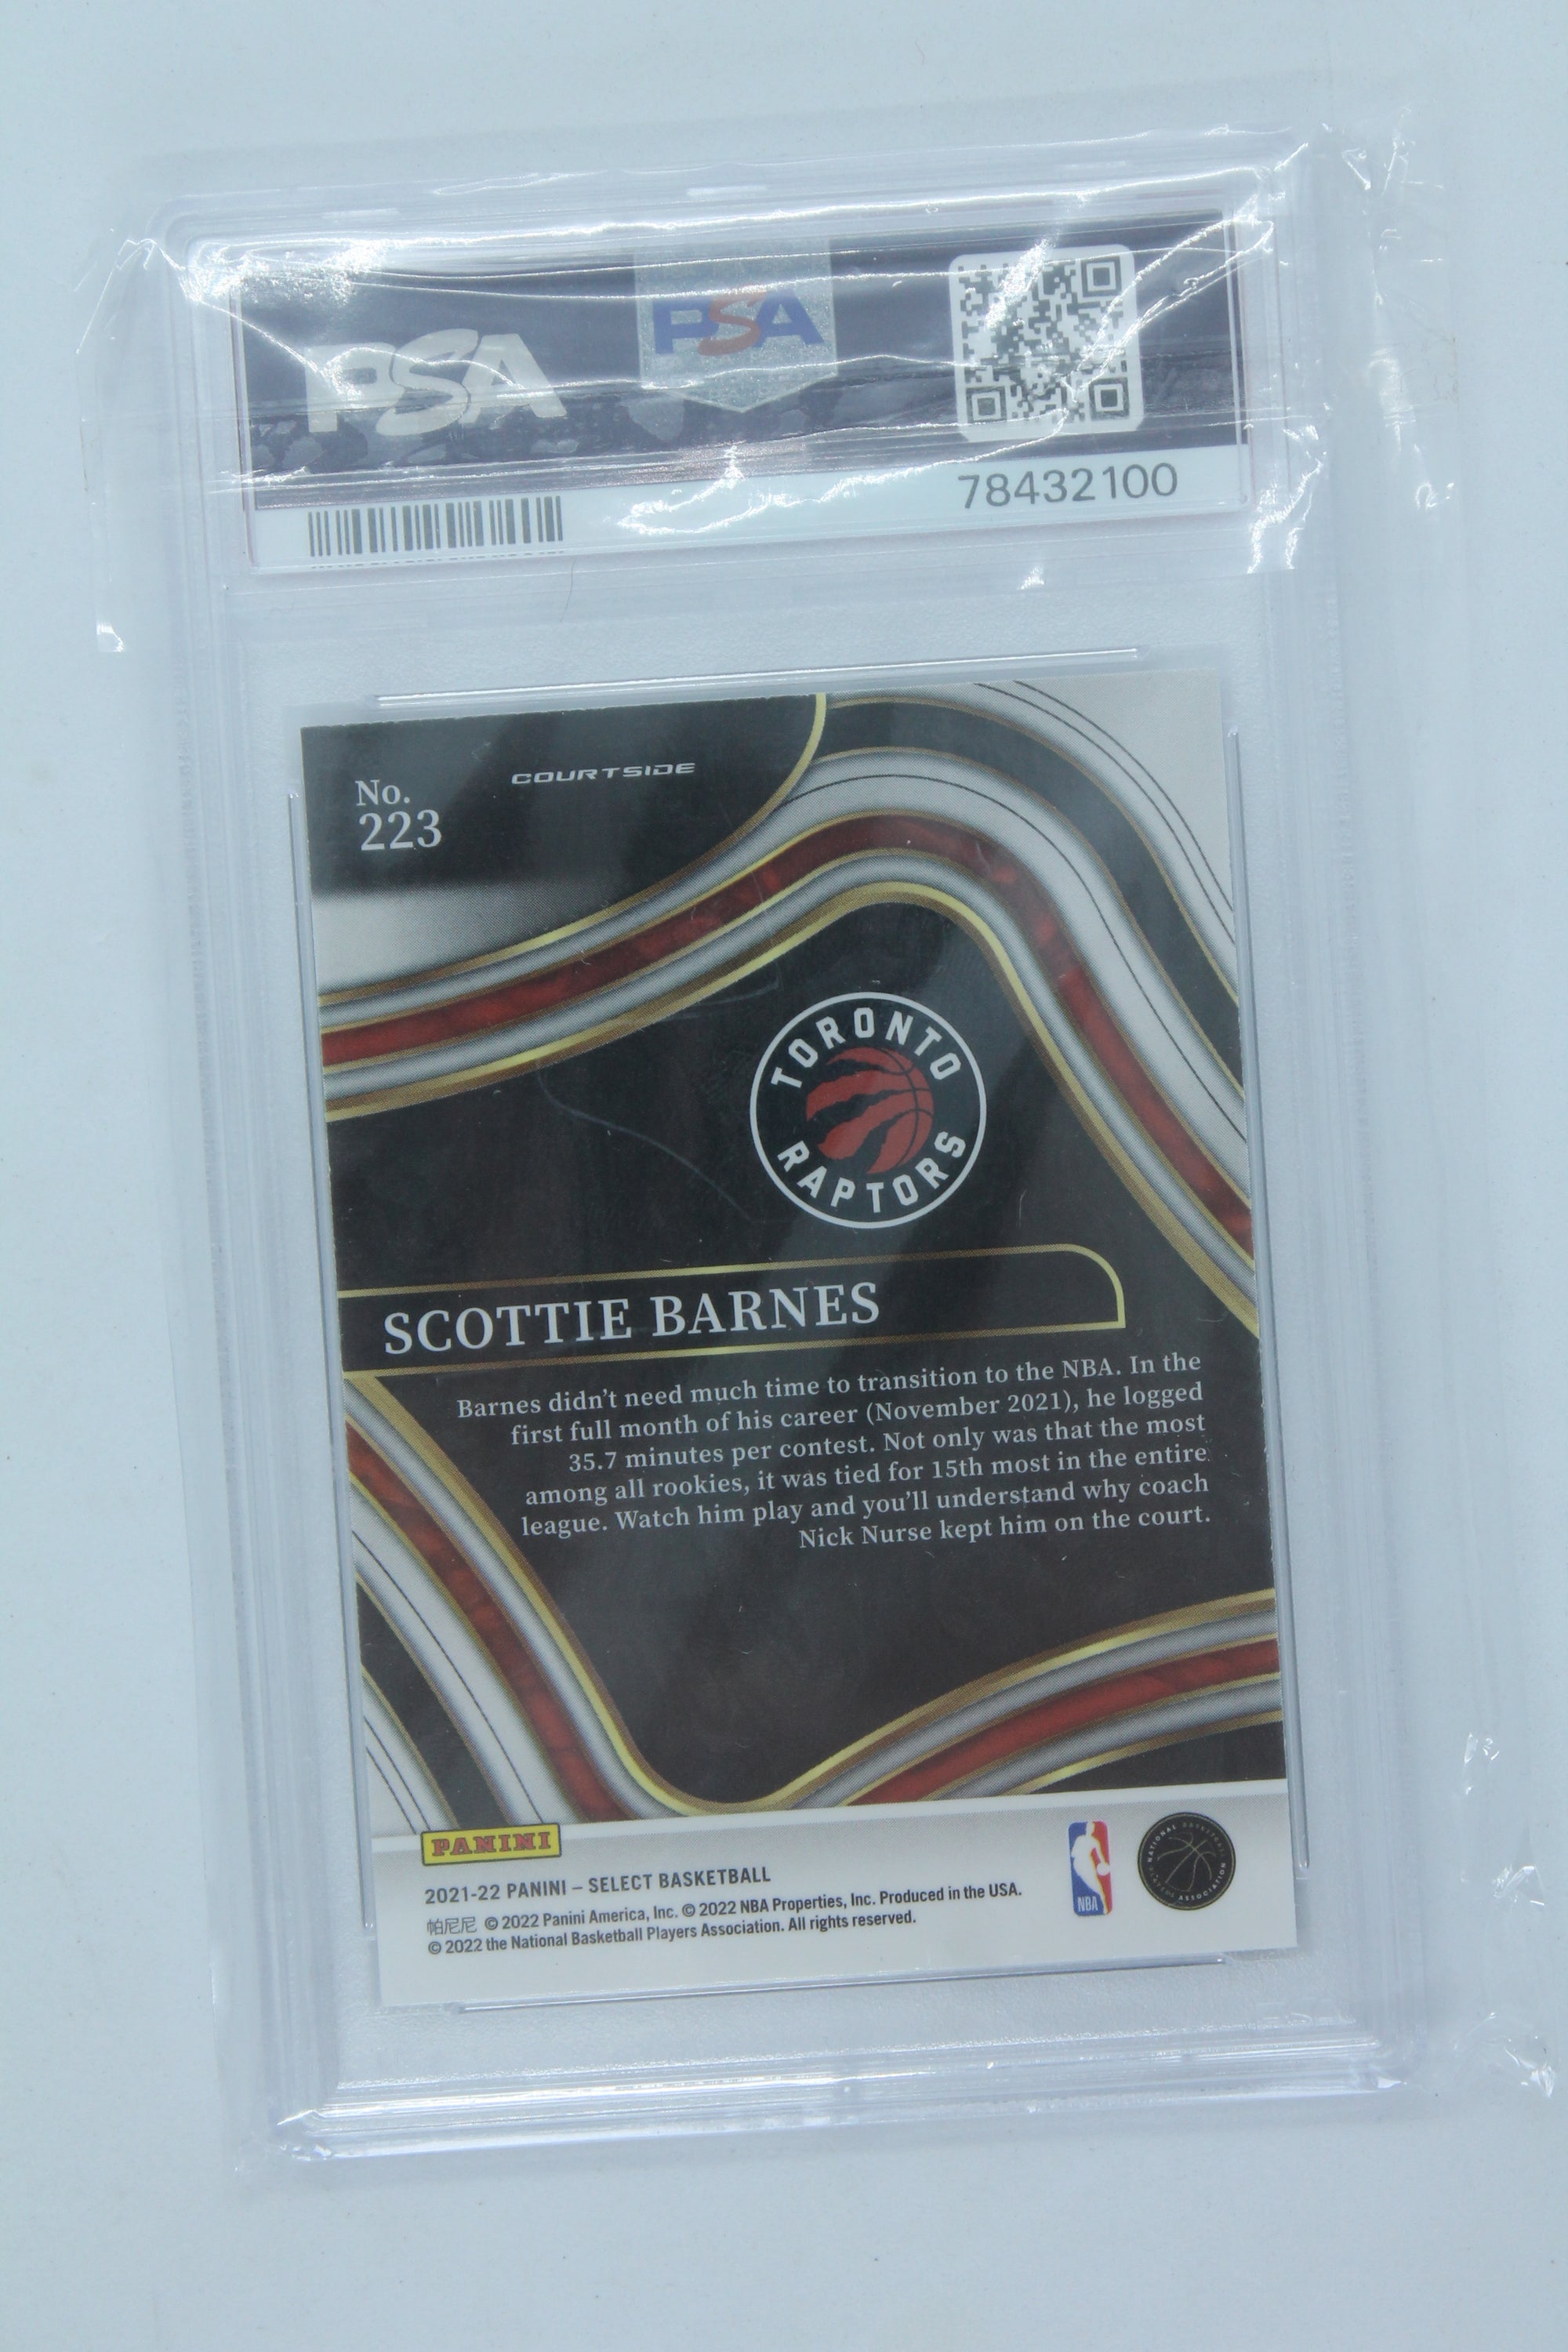 PSA
PSA
78432100
No.
223
COURTSIDE
TORONTO
RAPTORS
SCOTTIE BARNES
Barnes didn't need much time to transition to the NBA. In the
first full month of his career (November 2021), he logged
35.7 minutes per contest. Not only was that the most
among all rookies, it was tied for 15th most in the entire
league. Watch him play and you'll understand why coach
Nick Nurse kept him on the court.
PANINI
2021-22 PANINI – SELECT BASKETBALL
帕尼尼 © 2022 Panini America, Inc. © 2022 NBA Properties, Inc. Produced in the USA.
© 2022 the National Basketball Players Association. All rights reserved.
NBA
NATIONAL BASKETBALL
PLAYERS ASSOCIATION